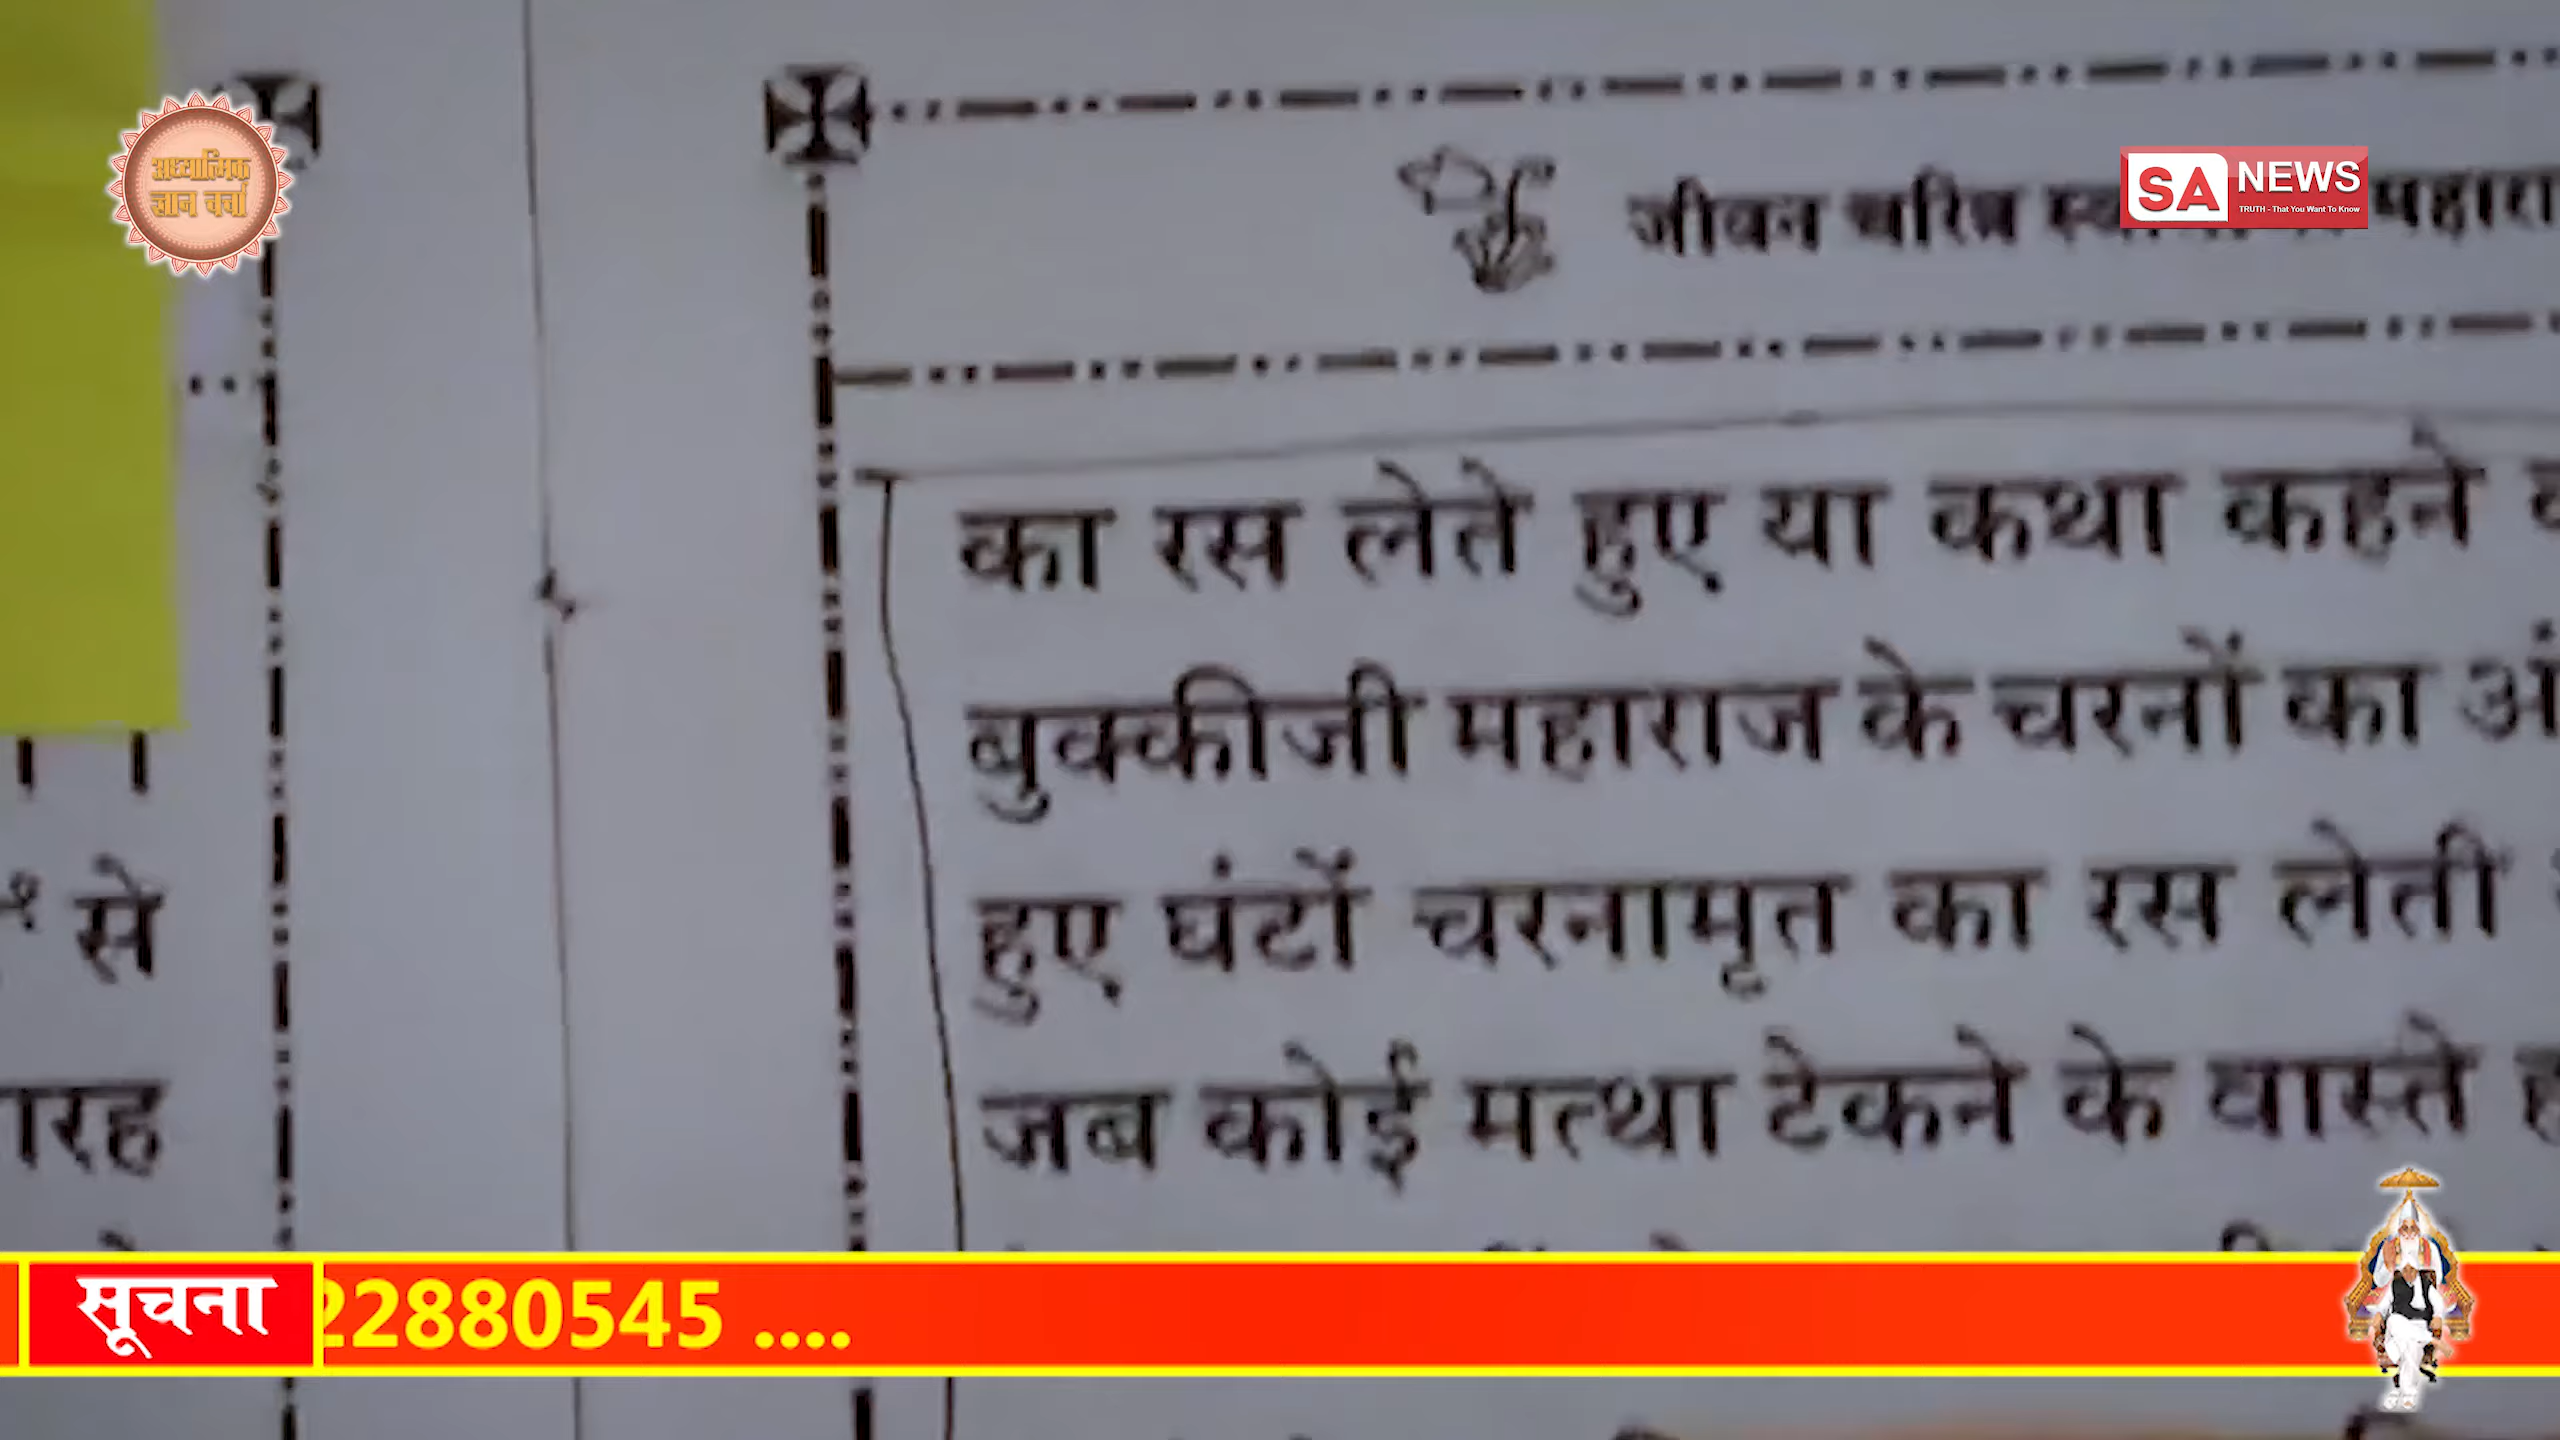 अध्यात्मिक
ज्ञान चर्चा
SA NEWS
TRUTH - That You Want To Know
जीवन चरित्र
का रस लेते हुए या कथा कहने
बुक्कीजी महाराज के चरनों का
हुए घंटों चरनामृत का रस लेती
जब कोई मत्था टेकने के वास्ते
से
सूचना
22880545 ....